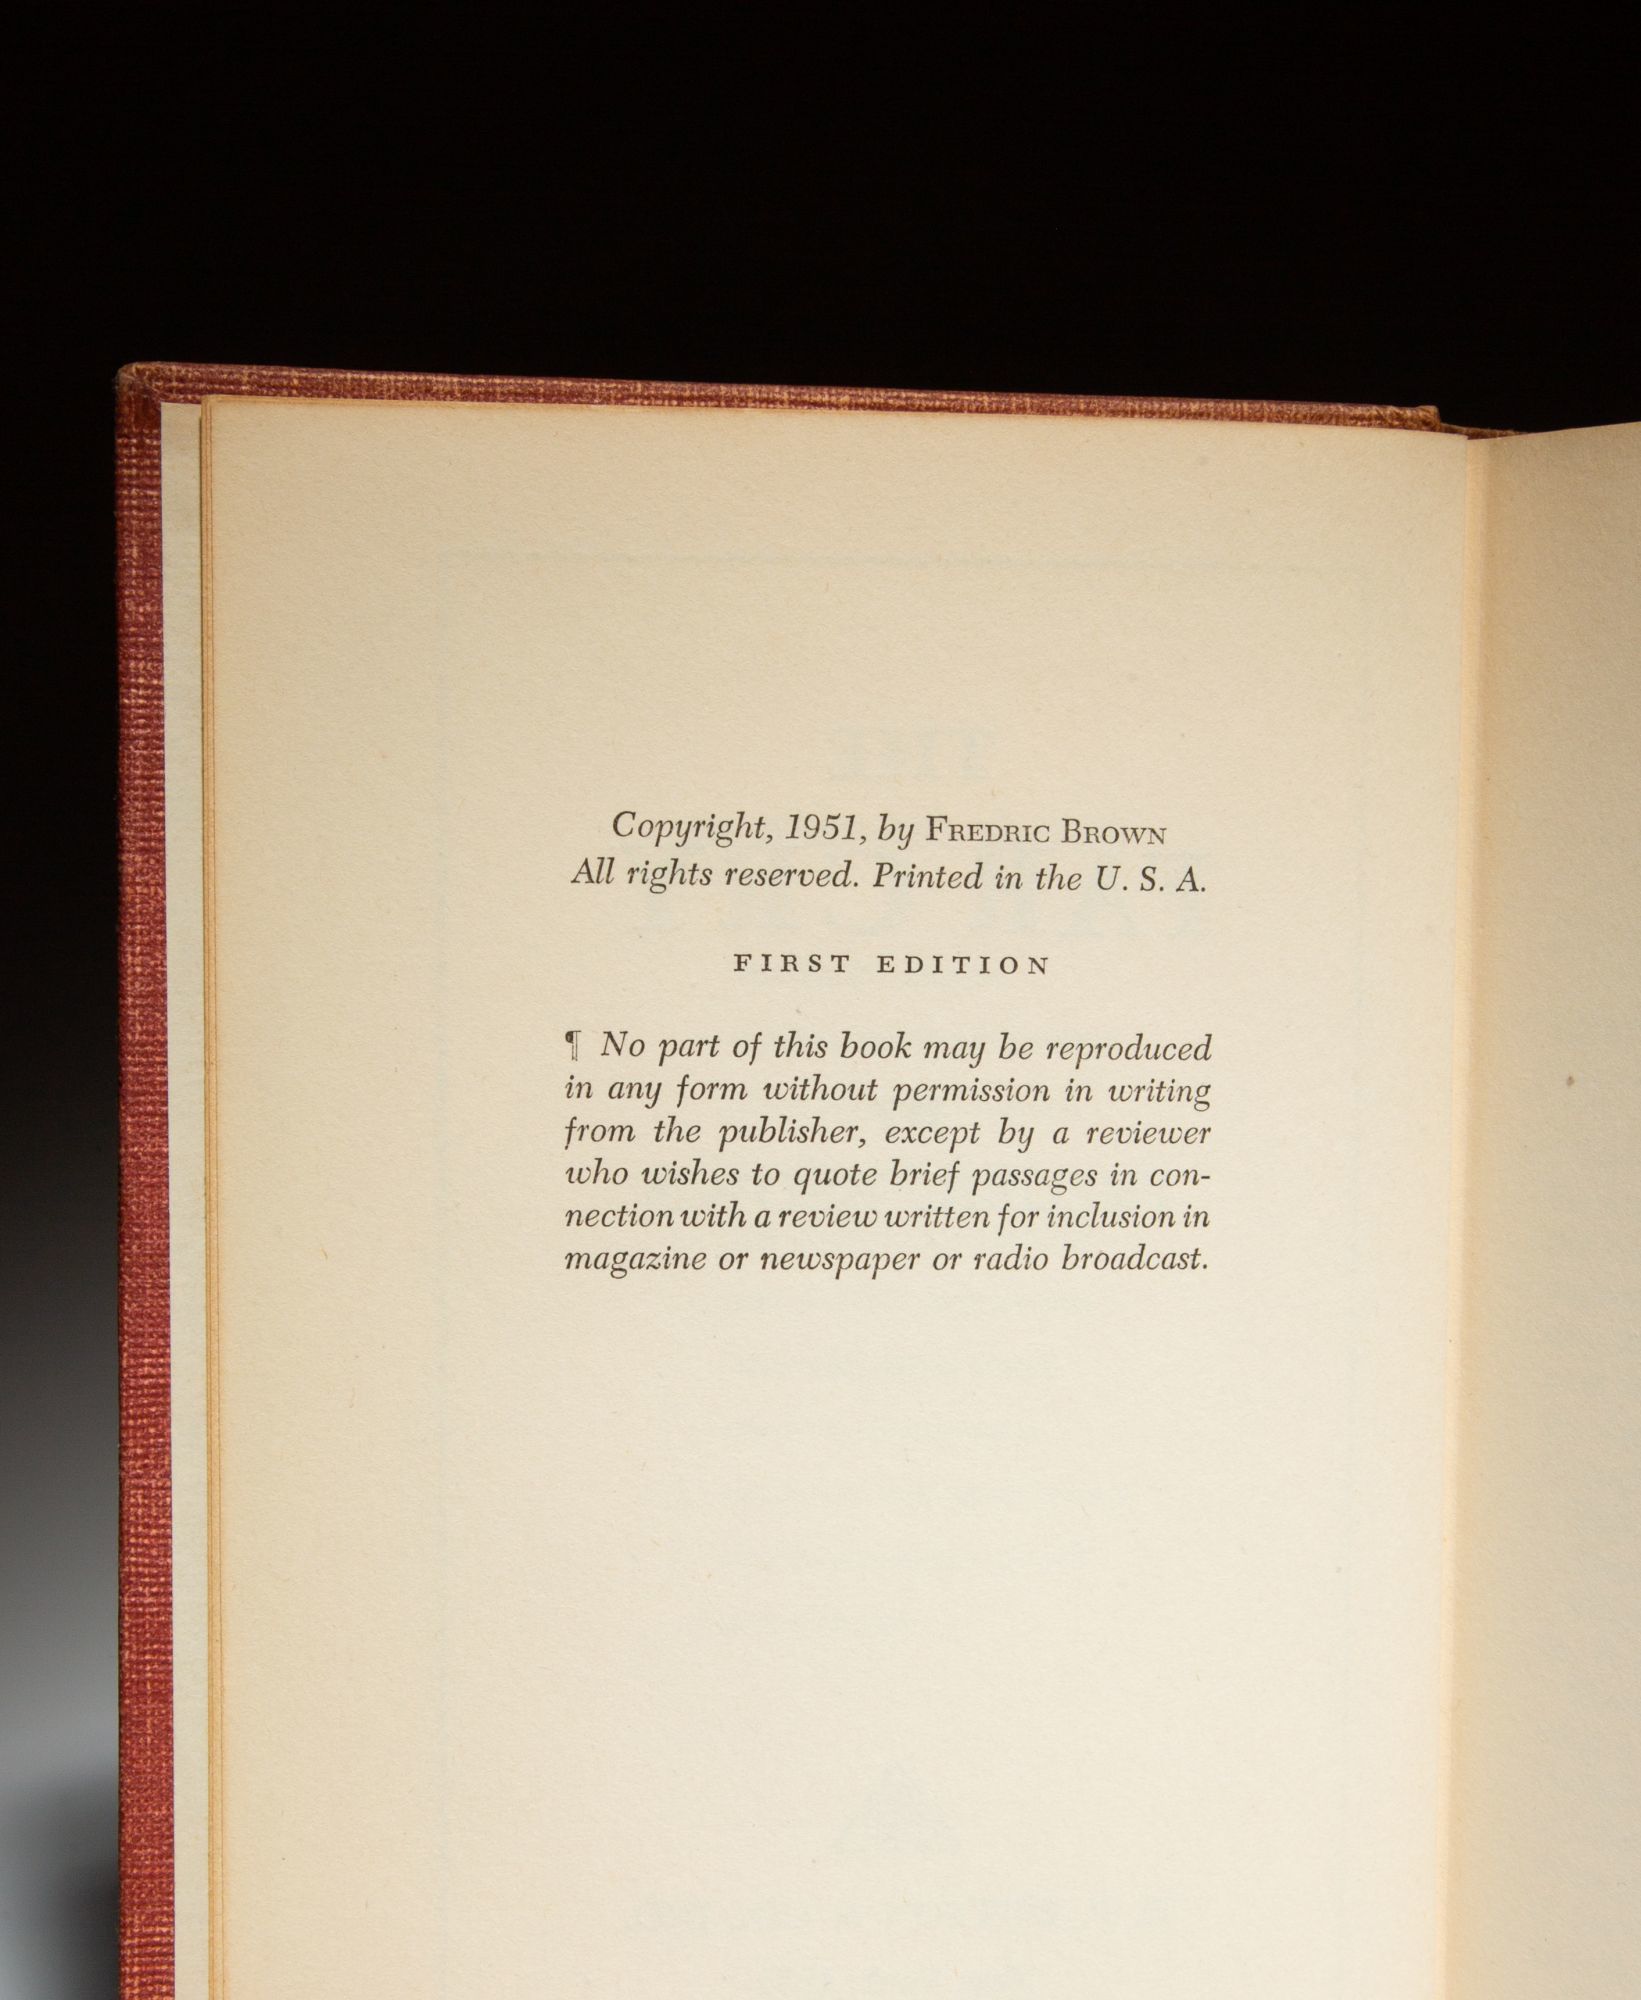 Copyright, 1951, by FREDRIC BROWN
All rights reserved. Printed in the U. S. A.
FIRST EDITION
¶ No part of this book may be reproduced
in any form without permission in writing
from the publisher, except by a reviewer
who wishes to quote brief passages in con-
nection with a review written for inclusion in
magazine or newspaper or radio broadcast.